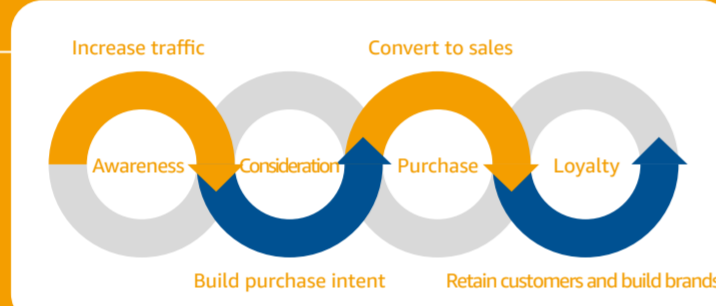 Increase traffic
Convert to sales
Awareness
Consideration
Purchase
Loyalty
Build purchase intent
Retain customers and build brands